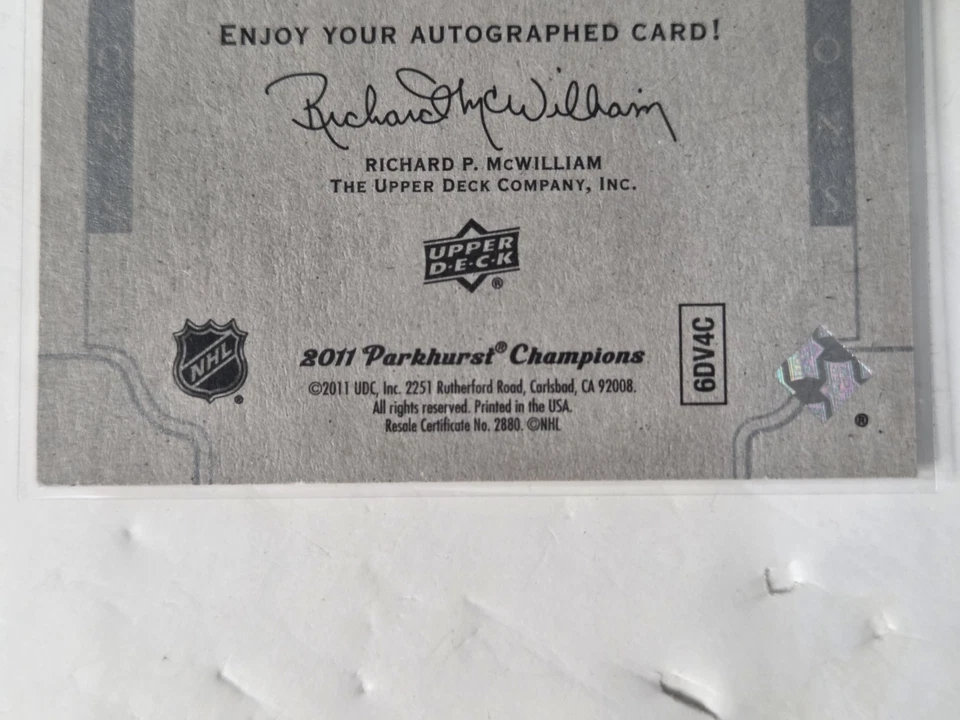 ENJOY YOUR AUTOGRAPHED CARD!
Richard McWilliam
RICHARD P. McWILLIAM
THE UPPER DECK COMPANY, INC.
UPPER
D·E·C·K
®
NHL
®
2011 Parkhurst® Champions
©2011 UDC, Inc. 2251 Rutherford Road, Carlsbad, CA 92008.
All rights reserved. Printed in the USA.
Resale Certificate No. 2880. ©NHL
6DV4C
®